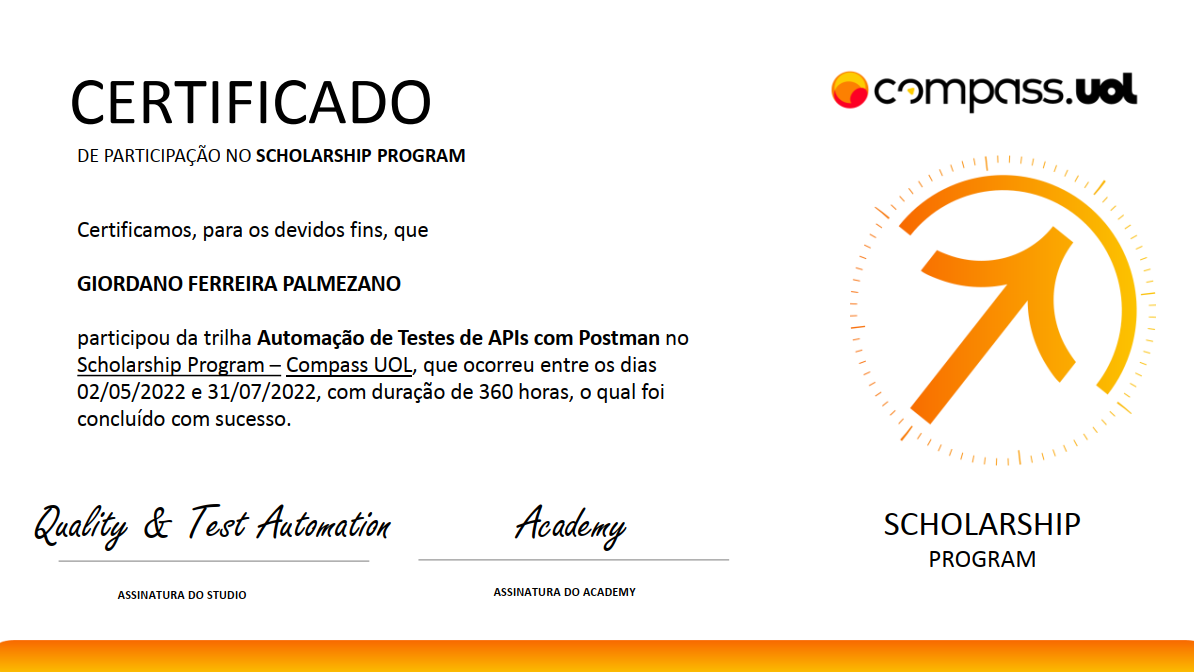 CERTIFICADO
DE PARTICIPAÇÃO NO SCHOLARSHIP PROGRAM
compass.uol
Certificamos, para os devidos fins, que
GIORDANO FERREIRA PALMEZANO
participou da trilha Automação de Testes de APIs com Postman no
Scholarship Program – Compass UOL, que ocorreu entre os dias
02/05/2022 e 31/07/2022, com duração de 360 horas, o qual foi
concluído com sucesso.
Quality & Test Automation
ASSINATURA DO STUDIO
Academy
ASSINATURA DO ACADEMY
SCHOLARSHIP
PROGRAM